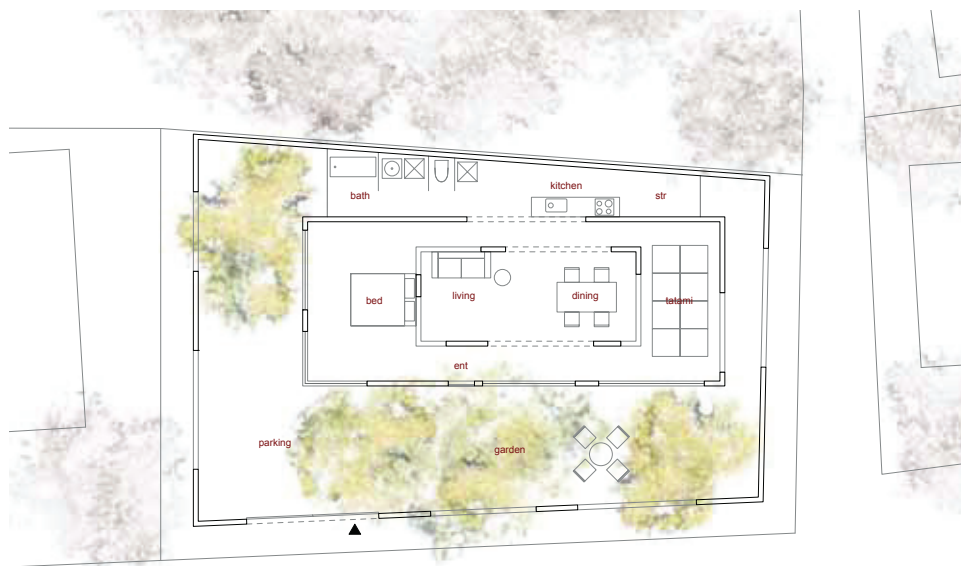 kitchen
bath
str
bed
living
dining
tatami
ent
parking
garden